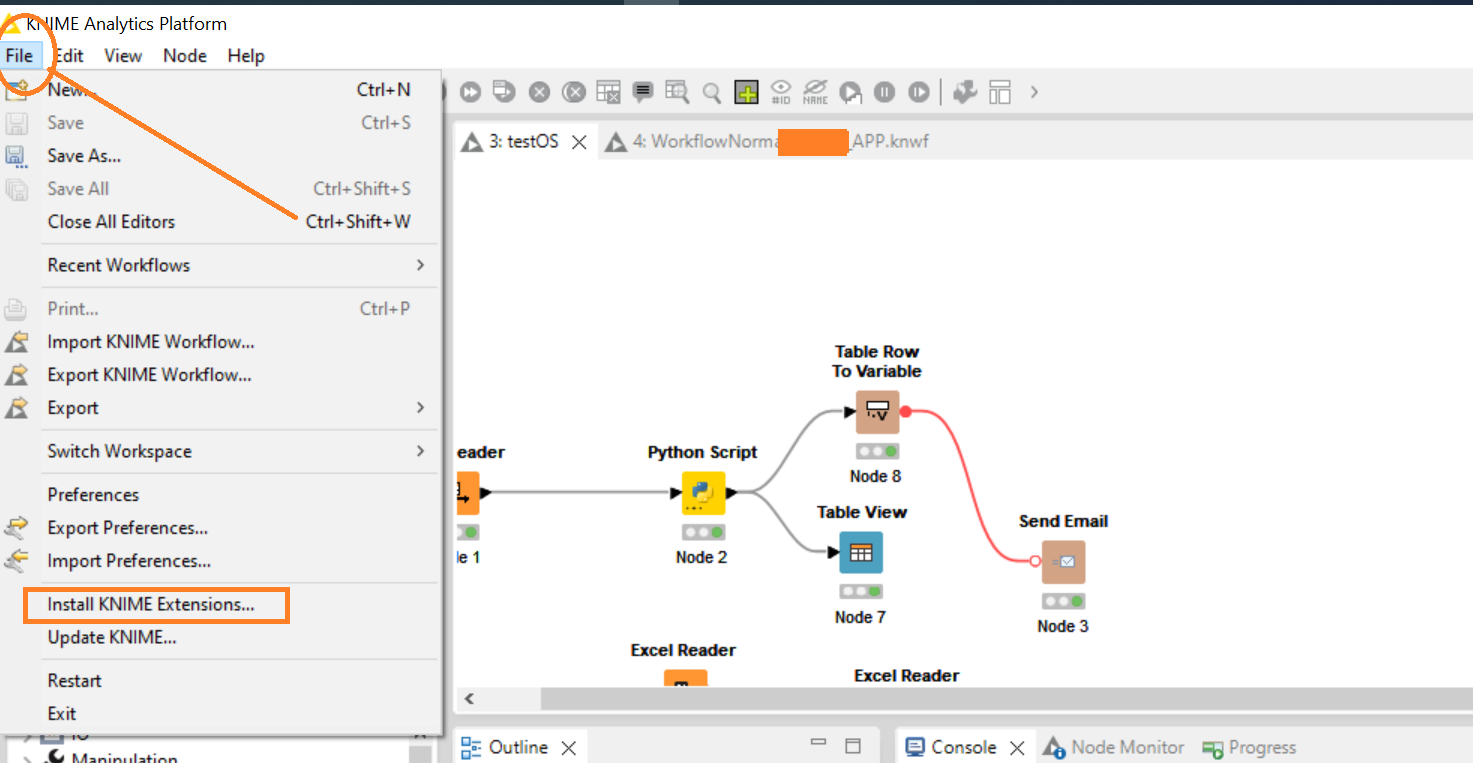 KNIME Analytics Platform
File Edit View Node Help
New... Ctrl+N
Save Ctrl+S
Save As...
Save All Ctrl+Shift+S
Close All Editors Ctrl+Shift+W
Recent Workflows
Print... Ctrl+P
Import KNIME Workflow...
Export KNIME Workflow...
Export
Switch Workspace
Preferences
Export Preferences...
Import Preferences...
Install KNIME Extensions...
Update KNIME...
Restart
Exit
IO
Manipulation
#ID
NAME
3: testOS
4: WorkflowNorma
_APP.knwf
Table Row
To Variable
Node 8
eader
le 1
Python Script
Node 2
Table View
Node 7
Send Email
Node 3
Excel Reader
Excel Reader
Outline
Console
Node Monitor
Progress